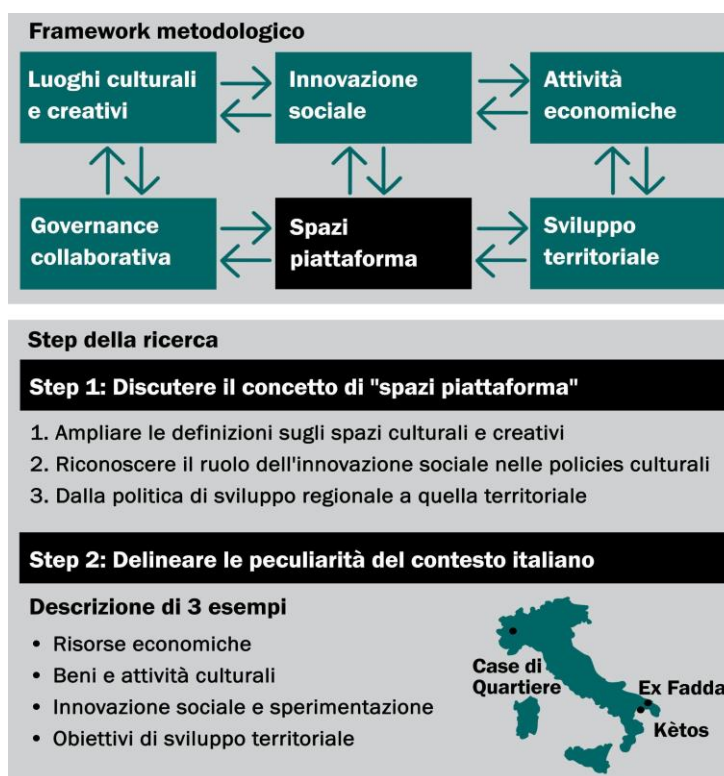 Framework metodologico
Luoghi culturali
e creativi
Innovazione
sociale
Attività
economiche
Governance
collaborativa
Spazi
piattaforma
Sviluppo
territoriale
Step della ricerca
Step 1: Discutere il concetto di "spazi piattaforma"
1. Ampliare le definizioni sugli spazi culturali e creativi
2. Riconoscere il ruolo dell'innovazione sociale nelle policies culturali
3. Dalla politica di sviluppo regionale a quella territoriale
Step 2: Delineare le peculiarità del contesto italiano
Descrizione di 3 esempi
• Risorse economiche
• Beni e attività culturali
• Innovazione sociale e sperimentazione
• Obiettivi di sviluppo territoriale
Case di
Quartiere
Ex Fadda
Kètos